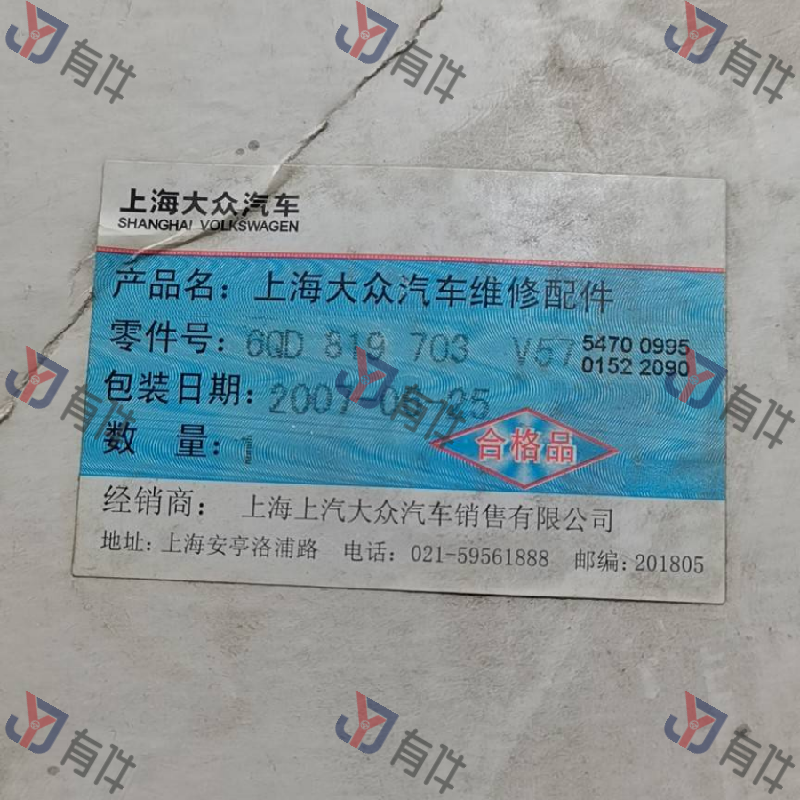 上海大众汽车
SHANGHAI VOLKSWAGEN
产品名：上海大众汽车维修配件
零件号：6QD 819 703 V57
5470 0995
0152 2090
包装日期：2007-05-25
数 量：1
合格品
经销商： 上海上汽大众汽车销售有限公司
地址：上海安亭洛浦路 电话：021-59561888 邮编：201805
有件
有件
有件
有件
有件
有件
有件
有件
有件